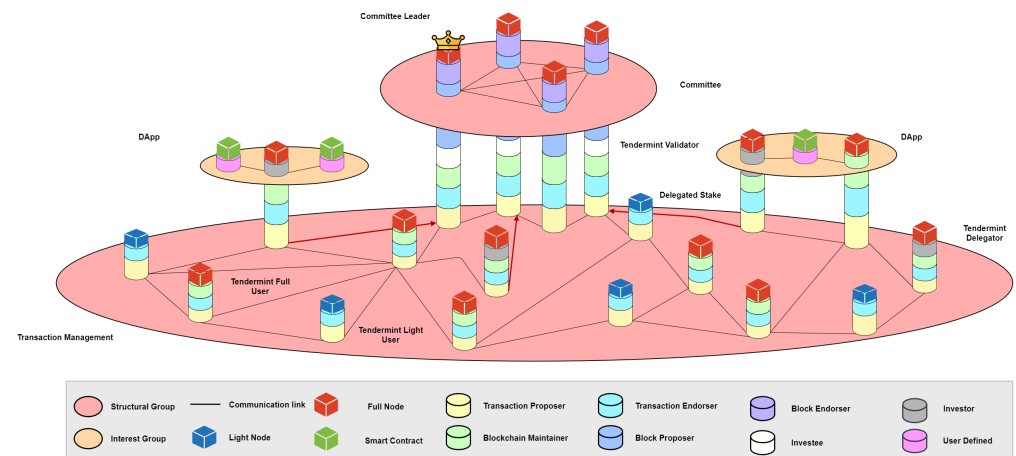 Committee Leader
Committee
DApp
Tendermint Validator
DApp
Delegated Stake
Tendermint
Delegator
Tendermint Full
User
Tendermint Light
User
Transaction Management
Structural Group
Communication link
Full Node
Transaction Proposer
Transaction Endorser
Block Endorser
Investor
Interest Group
Light Node
Smart Contract
Blockchain Maintainer
Block Proposer
Investee
User Defined